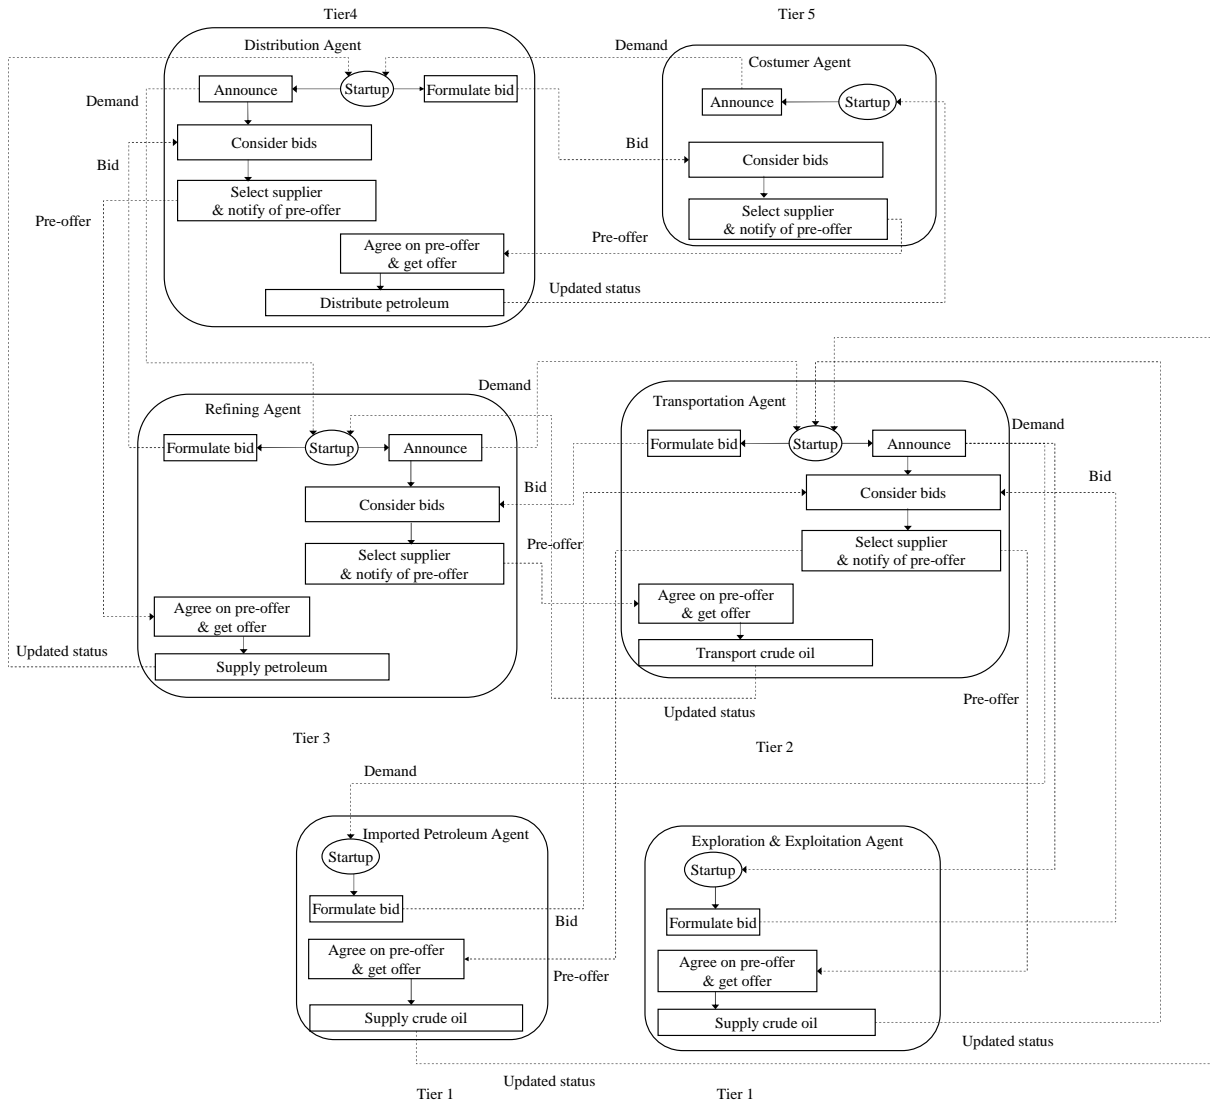 Tier4
Tier 5
Distribution Agent
Demand
Costumer Agent
Announce
Startup
Formulate bid
Demand
Announce
Startup
Consider bids
Bid
Bid
Consider bids
Select supplier
& notify of pre-offer
Pre-offer
Select supplier
& notify of pre-offer
Pre-offer
Agree on pre-offer
& get offer
Updated status
Distribute petroleum
Demand
Refining Agent
Transportation Agent
Demand
Formulate bid
Startup
Announce
Formulate bid
Startup
Announce
Bid
Bid
Consider bids
Consider bids
Pre-offer
Select supplier
& notify of pre-offer
Select supplier
& notify of pre-offer
Agree on pre-offer
& get offer
Agree on pre-offer
& get offer
Updated status
Supply petroleum
Transport crude oil
Pre-offer
Updated status
Tier 3
Tier 2
Demand
Imported Petroleum Agent
Exploration & Exploitation Agent
Startup
Startup
Formulate bid
Bid
Formulate bid
Agree on pre-offer
& get offer
Pre-offer
Agree on pre-offer
& get offer
Supply crude oil
Supply crude oil
Updated status
Updated status
Tier 1
Tier 1